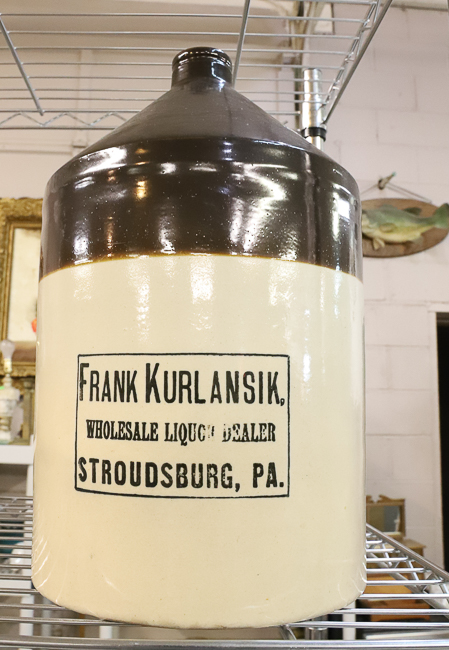 FRANK KURLANSIK,
WHOLESALE LIQUOR DEALER
STROUDSBURG, PA.